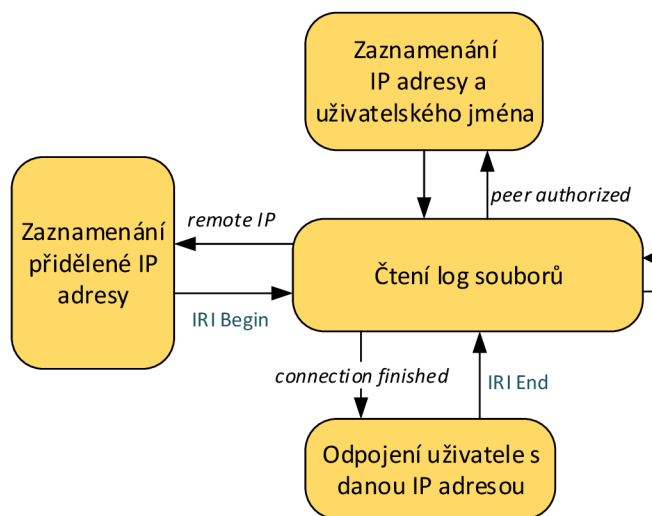 Zaznamenání
IP adresy a
uživatelského jména
peer authorized
remote IP
Zaznamenání
přidělené IP
adresy
Čtení log souborů
IRI Begin
connection finished
IRI End
Odpojení uživatele s
danou IP adresou